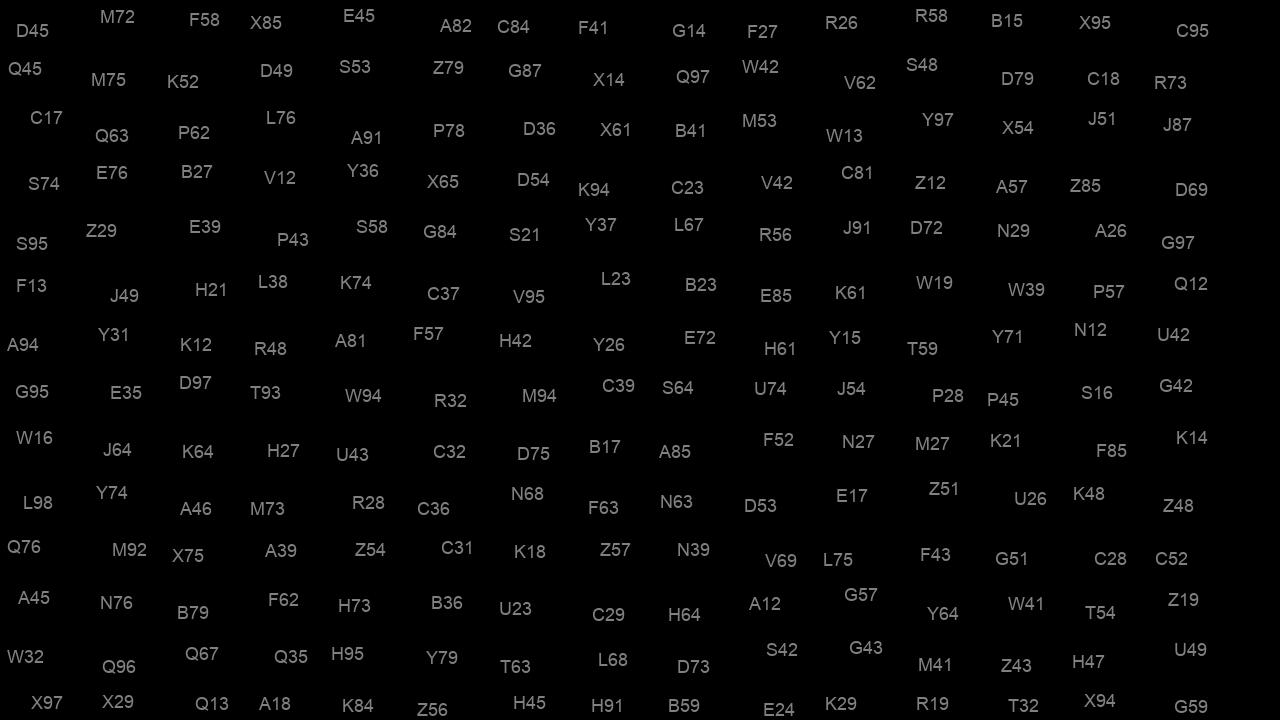 D45 M72 F58 X85 E45 A82 C84 F41 G14 F27 R26 R58 B15 X95 C95
Q45 M75 K52 D49 S53 Z79 G87 X14 Q97 W42 V62 S48 D79 C18 R73
C17 Q63 P62 L76 A91 P78 D36 X61 B41 M53 W13 Y97 X54 J51 J87
S74 E76 B27 V12 Y36 X65 D54 K94 C23 V42 C81 Z12 A57 Z85 D69
S95 Z29 E39 P43 S58 G84 S21 Y37 L67 R56 J91 D72 N29 A26 G97
F13 J49 H21 L38 K74 C37 V95 L23 B23 E85 K61 W19 W39 P57 Q12
A94 Y31 K12 R48 A81 F57 H42 Y26 E72 H61 Y15 T59 Y71 N12 U42
G95 E35 D97 T93 W94 R32 M94 C39 S64 U74 J54 P28 P45 S16 G42
W16 J64 K64 H27 U43 C32 D75 B17 A85 F52 N27 M27 K21 F85 K14
L98 Y74 A46 M73 R28 C36 N68 F63 N63 D53 E17 Z51 U26 K48 Z48
Q76 M92 X75 A39 Z54 C31 K18 Z57 N39 V69 L75 F43 G51 C28 C52
A45 N76 B79 F62 H73 B36 U23 C29 H64 A12 G57 Y64 W41 T54 Z19
W32 Q96 Q67 Q35 H95 Y79 T63 L68 D73 S42 G43 M41 Z43 H47 U49
X97 X29 Q13 A18 K84 Z56 H45 H91 B59 E24 K29 R19 T32 X94 G59